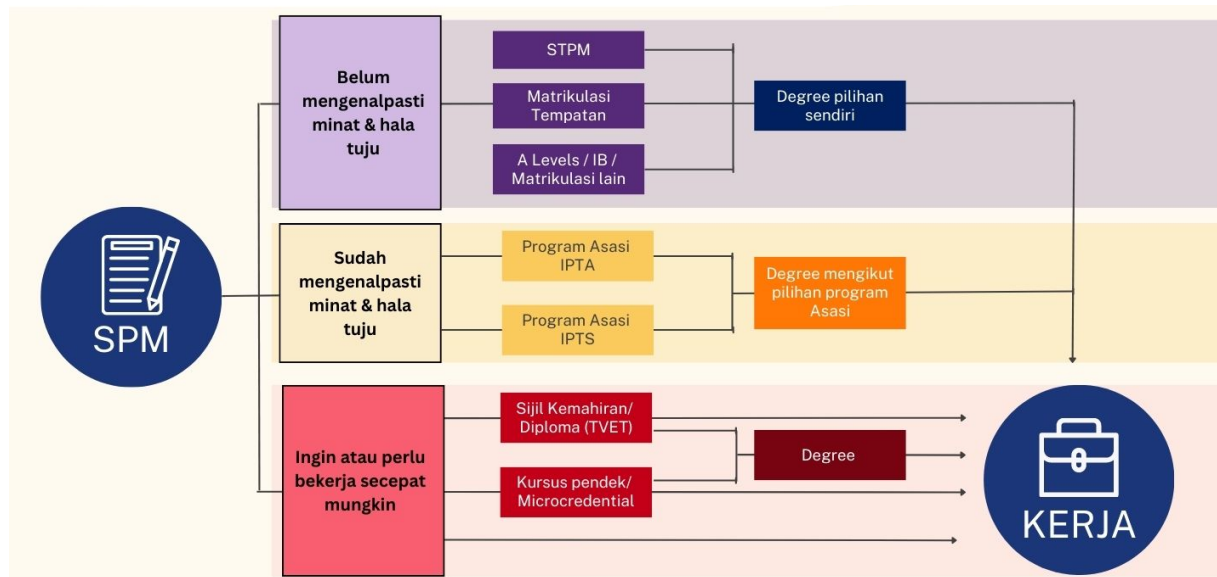 SPM
Belum
mengenalpasti
minat & hala
tuju
STPM
Matrikulasi
Tempatan
A Levels / IB /
Matrikulasi lain
Degree pilihan
sendiri
Sudah
mengenalpasti
minat & hala
tuju
Program Asasi
IPTA
Program Asasi
IPTS
Degree mengikut
pilihan program
Asasi
Ingin atau perlu
bekerja secepat
mungkin
Sijil Kemahiran/
Diploma (TVET)
Kursus pendek/
Microcredential
Degree
KERJA